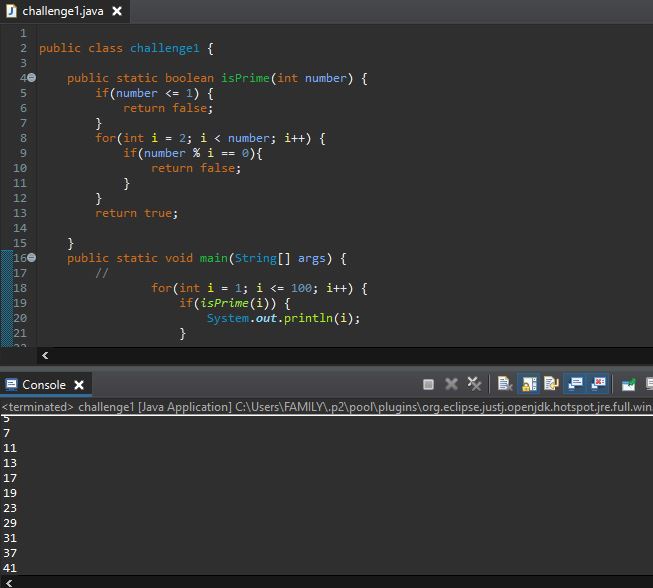 challenge1.java
1
2 public class challenge1 {
3
4 public static boolean isPrime(int number) {
5 if(number <= 1) {
6 return false;
7 }
8 for(int i = 2; i < number; i++) {
9 if(number % i == 0){
10 return false;
11 }
12 }
13 return true;
14
15 }
16 public static void main(String[] args) {
17 //
18 for(int i = 1; i <= 100; i++) {
19 if(isPrime(i)) {
20 System.out.println(i);
21 }
22
Console
<terminated> challenge1 [Java Application] C:\Users\FAMILY\.p2\pool\plugins\org.eclipse.justj.openjdk.hotspot.jre.full.win
5
7
11
13
17
19
23
29
31
37
41